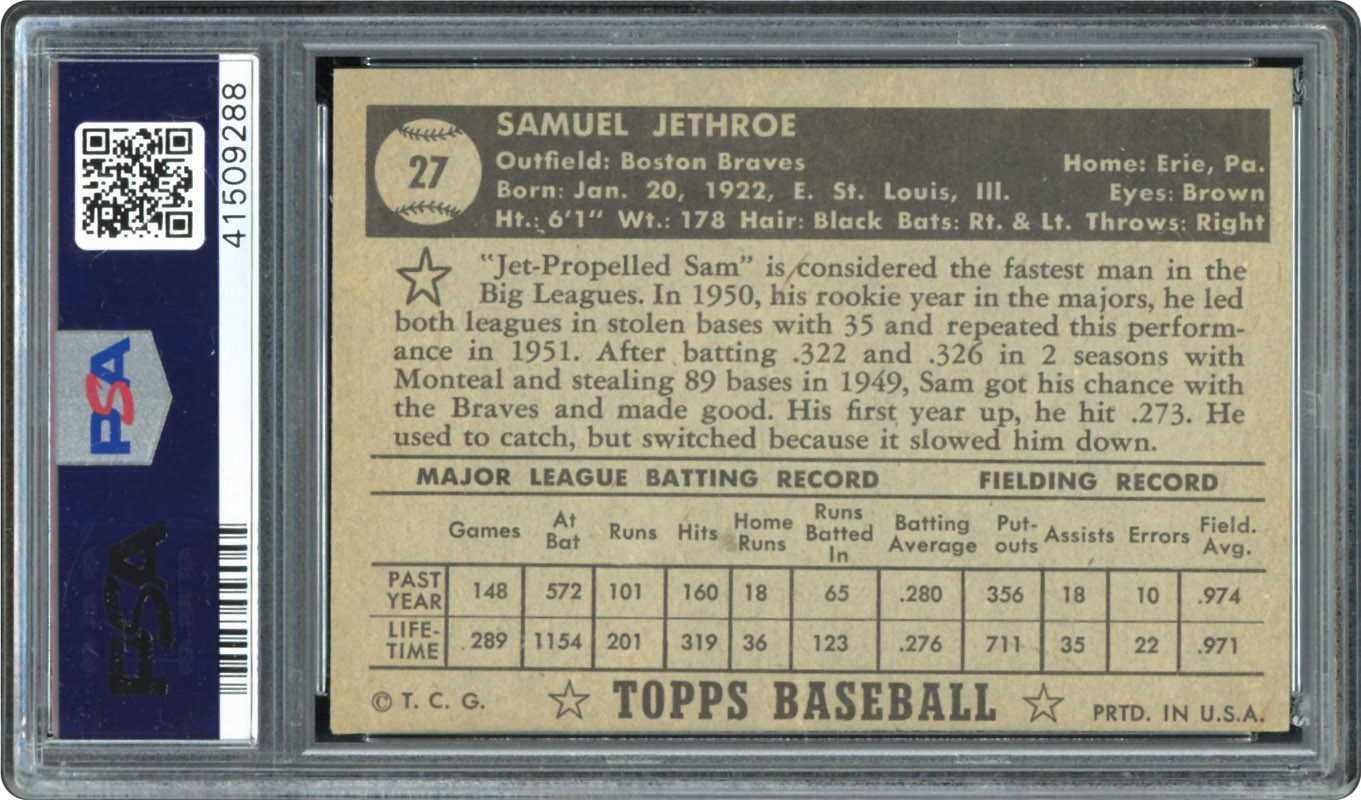 41509288
PSA
PSA
27
SAMUEL JETHROE
Outfield: Boston Braves Home: Erie, Pa.
Born: Jan. 20, 1922, E. St. Louis, Ill. Eyes: Brown
Ht.: 6'1" Wt.: 178 Hair: Black Bats: Rt. & Lt. Throws: Right
"Jet-Propelled Sam" is considered the fastest man in the
Big Leagues. In 1950, his rookie year in the majors, he led
both leagues in stolen bases with 35 and repeated this perform-
ance in 1951. After batting .322 and .326 in 2 seasons with
Monteal and stealing 89 bases in 1949, Sam got his chance with
the Braves and made good. His first year up, he hit .273. He
used to catch, but switched because it slowed him down.
MAJOR LEAGUE BATTING RECORD FIELDING RECORD
Games At Bat Runs Hits Home Runs Runs Batted In Batting Average Put-outs Assists Errors Field. Avg.
PAST YEAR 148 572 101 160 18 65 .280 356 18 10 .974
LIFE-TIME 289 1154 201 319 36 123 .276 711 35 22 .971
© T. C. G. ☆ TOPPS BASEBALL ☆ PRTD. IN U.S.A.